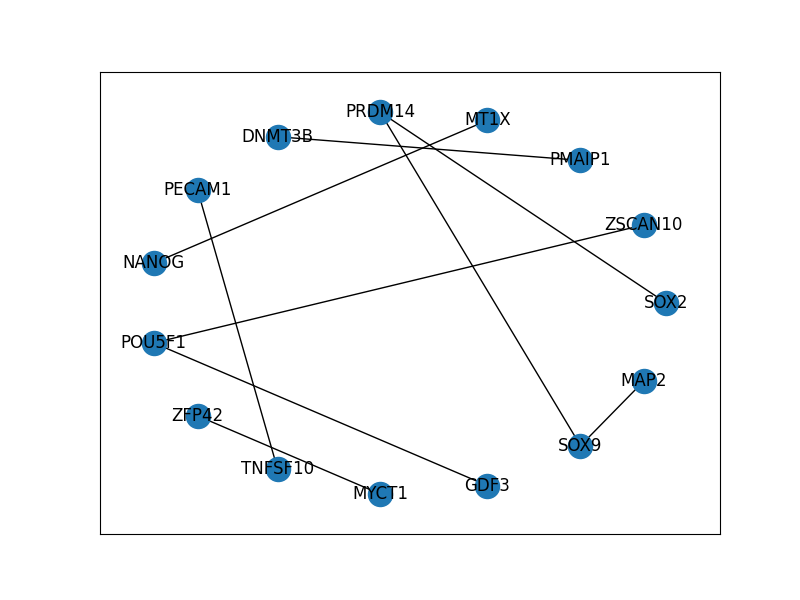 PRDM14
MT1X
DNMT3B
PMAIP1
PECAM1
ZSCAN10
NANOG
SOX2
POU5F1
MAP2
ZFP42
SOX9
TNFSF10
GDF3
MYCT1